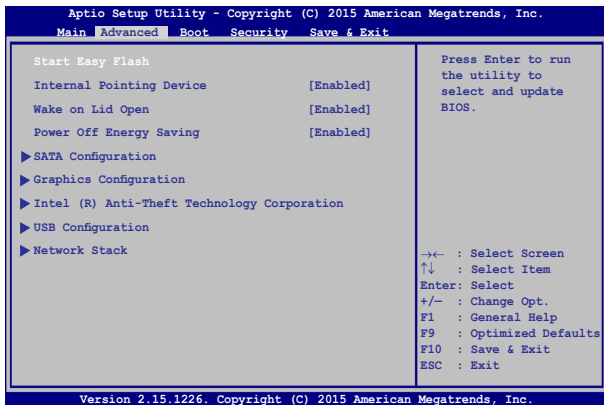 Aptio Setup Utility - Copyright (C) 2015 American Megatrends, Inc.
Main Advanced Boot Security Save & Exit
Start Easy Flash
Internal Pointing Device [Enabled]
Wake on Lid Open [Enabled]
Power Off Energy Saving [Enabled]
SATA Configuration
Graphics Configuration
Intel (R) Anti-Theft Technology Corporation
USB Configuration
Network Stack
Press Enter to run
the utility to
select and update
BIOS.
→← : Select Screen
↑↓ : Select Item
Enter: Select
+/— : Change Opt.
F1 : General Help
F9 : Optimized Defaults
F10 : Save & Exit
ESC : Exit
Version 2.15.1226. Copyright (C) 2015 American Megatrends, Inc.